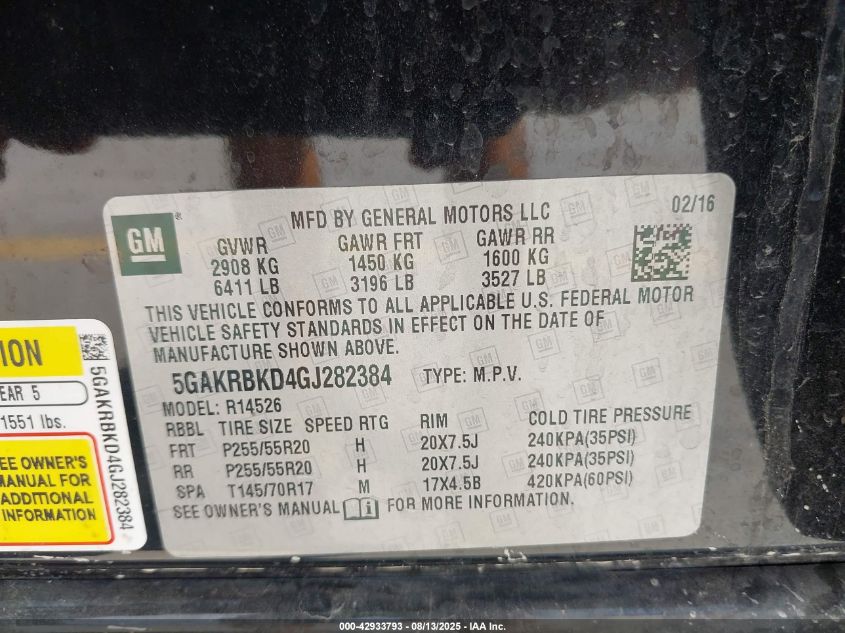 GM
MFD BY GENERAL MOTORS LLC
02/16
GVWR GAWR FRT GAWR RR
2908 KG 1450 KG 1600 KG
6411 LB 3196 LB 3527 LB
THIS VEHICLE CONFORMS TO ALL APPLICABLE U.S. FEDERAL MOTOR
VEHICLE SAFETY STANDARDS IN EFFECT ON THE DATE OF
MANUFACTURE SHOWN ABOVE.
5GAKRBKD4GJ282384 TYPE: M.P.V.
MODEL: R14526
RBBL TIRE SIZE SPEED RTG RIM COLD TIRE PRESSURE
FRT P255/55R20 H 20X7.5J 240KPA(35PSI)
RR P255/55R20 H 20X7.5J 240KPA(35PSI)
SPA T145/70R17 M 17X4.5B 420KPA(60PSI)
SEE OWNER'S MANUAL FOR MORE INFORMATION.
TION
EAR 5
1551 lbs.
SEE OWNER'S
MANUAL FOR
ADDITIONAL
INFORMATION
5GAKRBKD4GJ282384
000-42933793 - 08/13/2025 - IAA Inc.